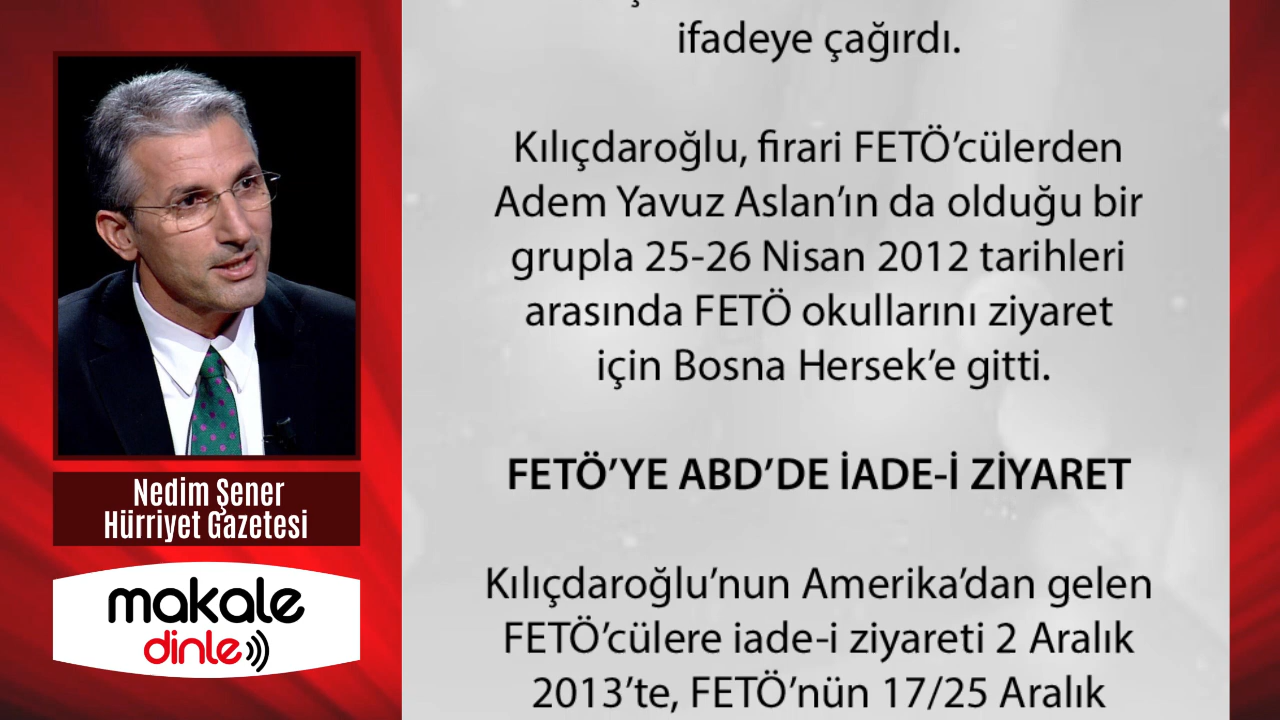 ifadeye çağırdı.
Kılıçdaroğlu, firari FETÖ’cülerden
Adem Yavuz Aslan’ın da olduğu bir
grupla 25-26 Nisan 2012 tarihleri
arasında FETÖ okullarını ziyaret
için Bosna Hersek’e gitti.
FETÖ’YE ABD’DE İADE-İ ZİYARET
Kılıçdaroğlu’nun Amerika’dan gelen
FETÖ’cülere iade-i ziyareti 2 Aralık
2013’te, FETÖ’nün 17/25 Aralık
Nedim Şener
Hürriyet Gazetesi
makale
dinle